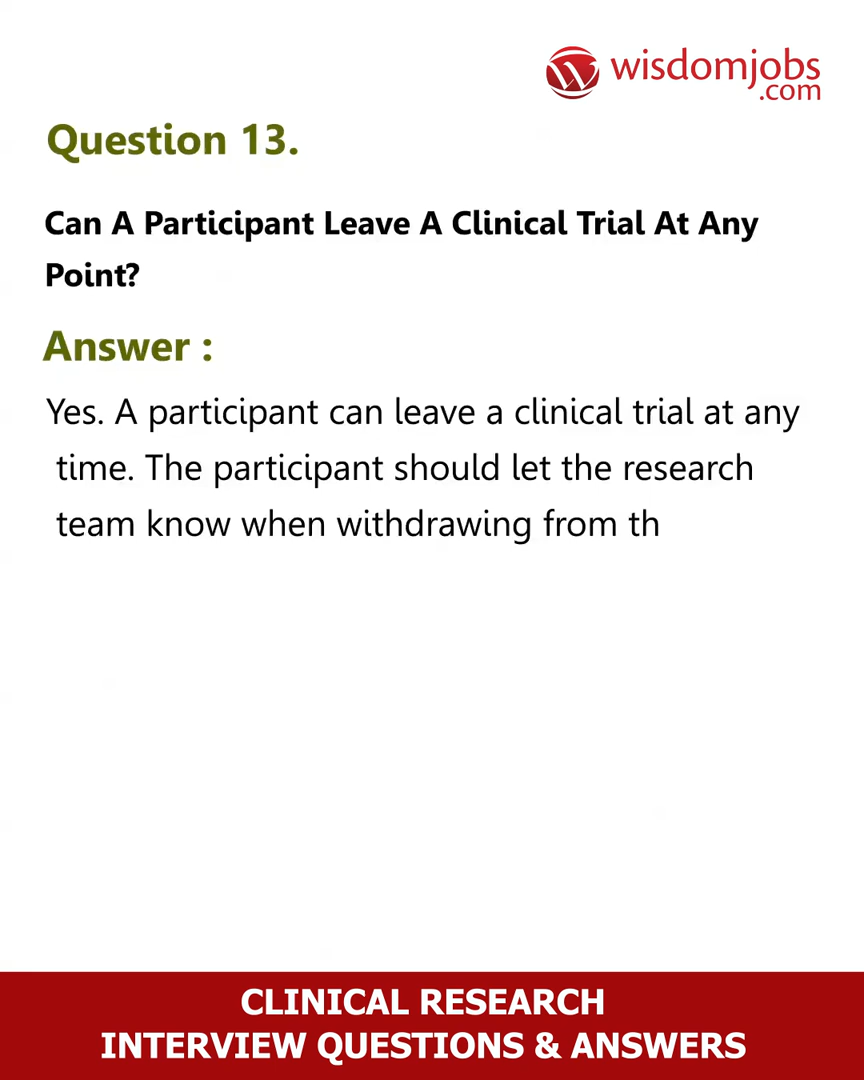 wisdomjobs
.com
Question 13.
Can A Participant Leave A Clinical Trial At Any
Point?
Answer :
Yes. A participant can leave a clinical trial at any
time. The participant should let the research
team know when withdrawing from th
CLINICAL RESEARCH
INTERVIEW QUESTIONS & ANSWERS